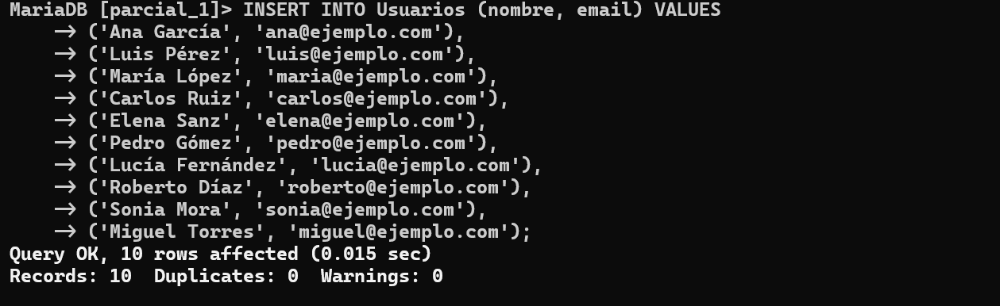 MariaDB [parcial_1]> INSERT INTO Usuarios (nombre, email) VALUES
    -> ('Ana García', 'ana@ejemplo.com'),
    -> ('Luis Pérez', 'luis@ejemplo.com'),
    -> ('María López', 'maria@ejemplo.com'),
    -> ('Carlos Ruiz', 'carlos@ejemplo.com'),
    -> ('Elena Sanz', 'elena@ejemplo.com'),
    -> ('Pedro Gómez', 'pedro@ejemplo.com'),
    -> ('Lucía Fernández', 'lucia@ejemplo.com'),
    -> ('Roberto Díaz', 'roberto@ejemplo.com'),
    -> ('Sonia Mora', 'sonia@ejemplo.com'),
    -> ('Miguel Torres', 'miguel@ejemplo.com');
Query OK, 10 rows affected (0.015 sec)
Records: 10  Duplicates: 0  Warnings: 0